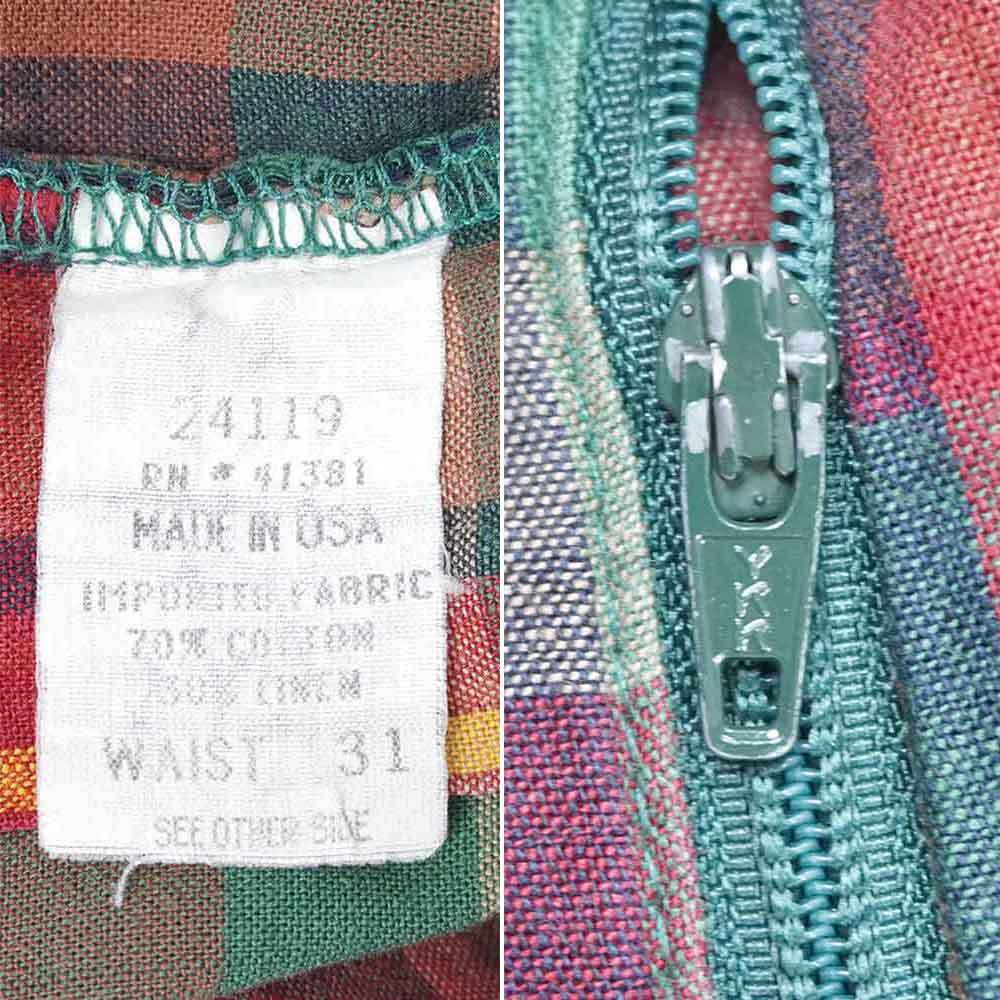 24119
RN * 41381
MADE IN USA
IMPORTED FABRIC
70% COTTON
30% LINEN
WAIST 31
SEE OTHER SIDE
YKK